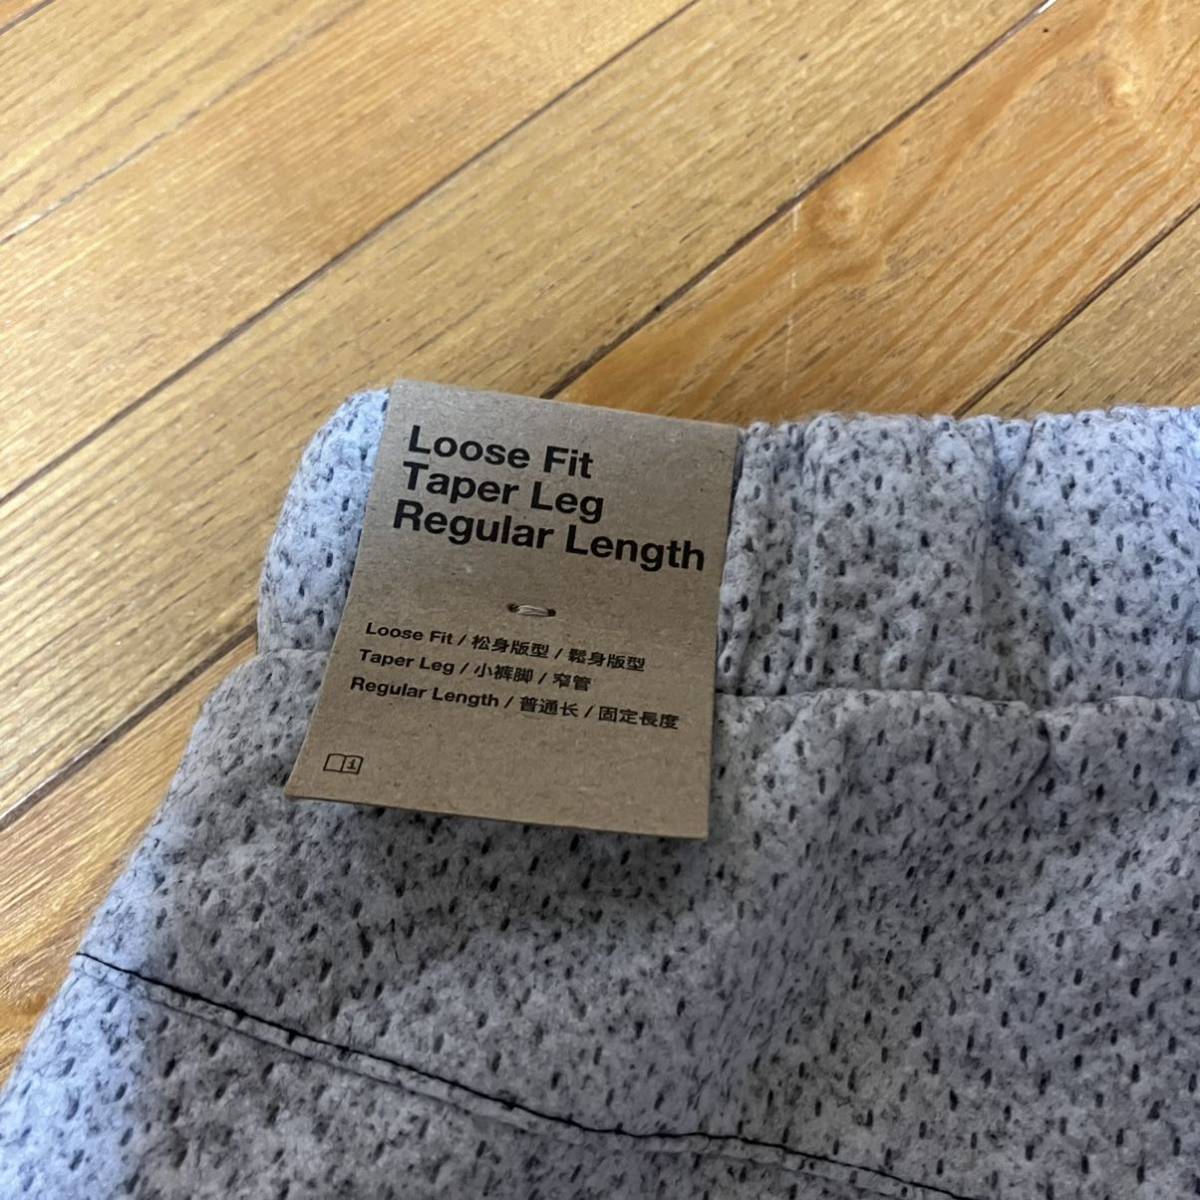 Loose Fit
Taper Leg
Regular Length
Loose Fit / 松身版型 / 鬆身版型
Taper Leg / 小裤脚 / 窄管
Regular Length / 普通长 / 固定長度